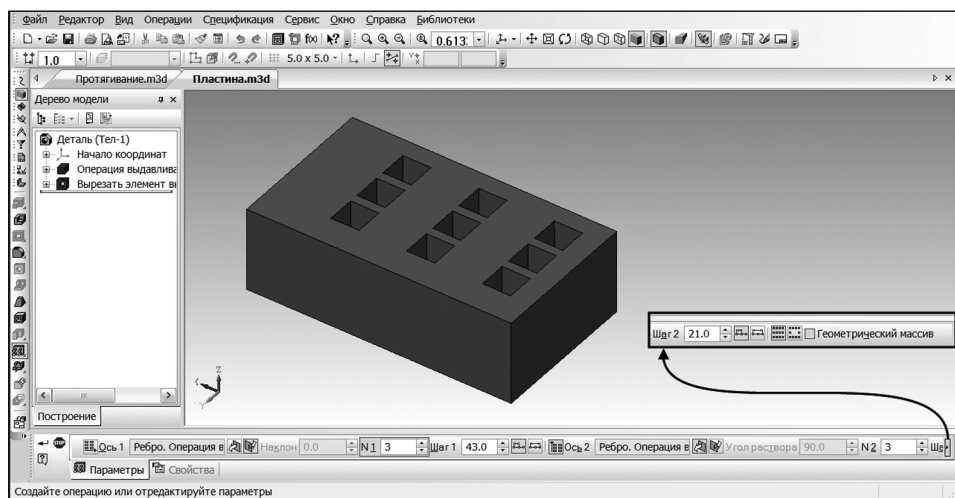 Файл Редактор Вид Операции Спецификация Сервис Окно Справка Библиотеки
f(x) 0.613
1.0 5.0 x 5.0
Протягивание.m3d Пластина.m3d
Дерево модели
Деталь (Тел-1)
Начало координат
Операция выдавлива
Вырезать элемент в
Построение
Z
Y
Шаг 2 21.0 Геометрический массив
Ось 1 Ребро. Операция в Наклон 0.0 N 1 3 Шаг 1 43.0 Ось 2 Ребро. Операция в Угол раствора 90.0 N 2 3 Шаг
Параметры Свойства
Создайте операцию или отредактируйте параметры